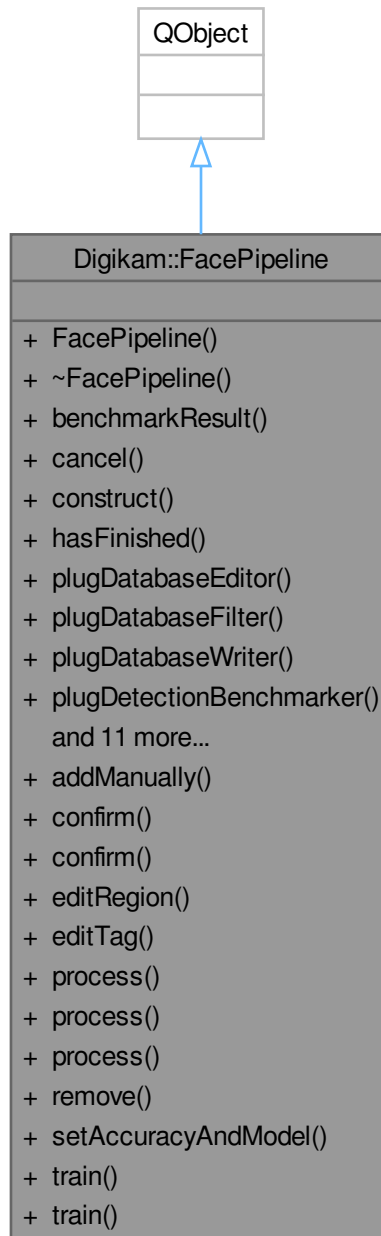 QObject
Digikam::FacePipeline
+ FacePipeline()
+ ~FacePipeline()
+ benchmarkResult()
+ cancel()
+ construct()
+ hasFinished()
+ plugDatabaseEditor()
+ plugDatabaseFilter()
+ plugDatabaseWriter()
+ plugDetectionBenchmarker()
and 11 more...
+ addManually()
+ confirm()
+ confirm()
+ editRegion()
+ editTag()
+ process()
+ process()
+ process()
+ remove()
+ setAccuracyAndModel()
+ train()
+ train()